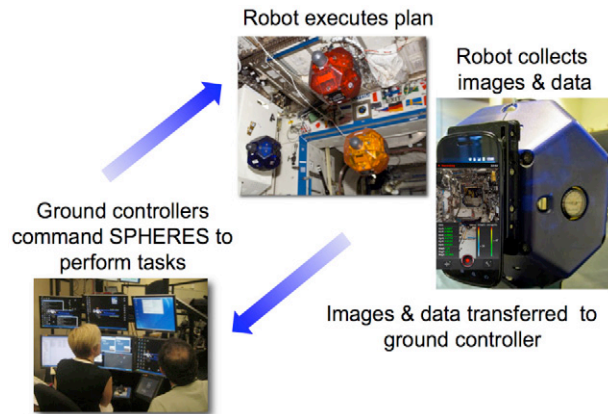 Robot executes plan
Robot collects
images & data
Ground controllers
command SPHERES to
perform tasks
Images & data transferred to
ground controller